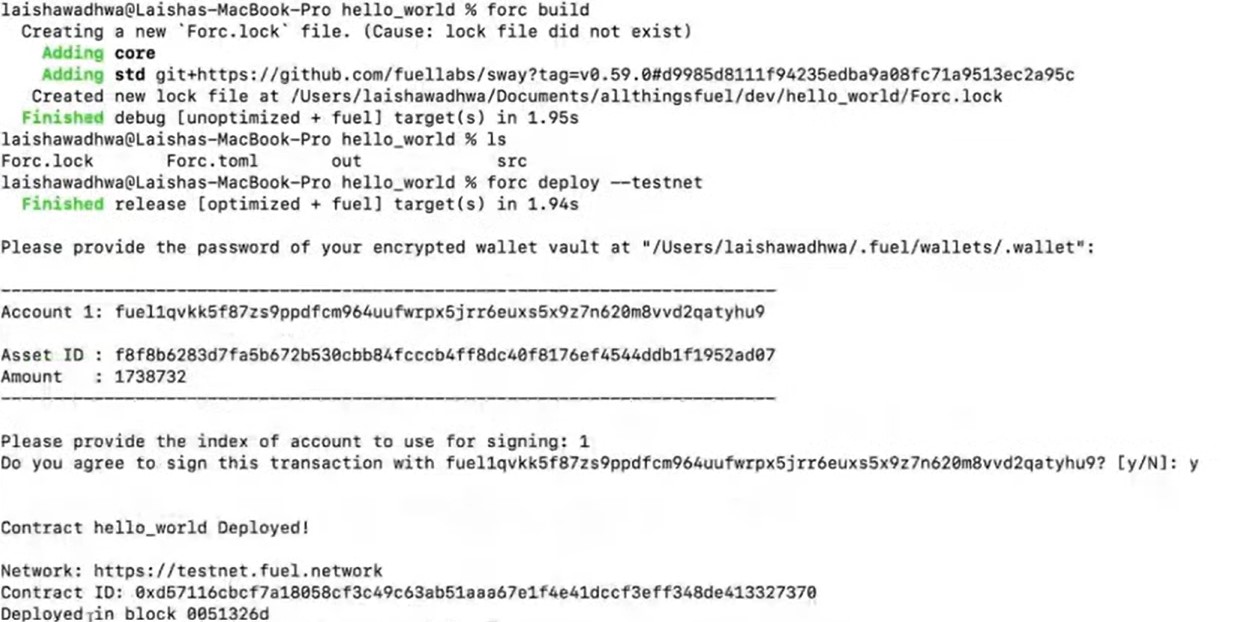 laishawadhwa@Laishas-MacBook-Pro hello_world % forc build
Creating a new `Forc.lock` file. (Cause: lock file did not exist)
Adding core
Adding std git+https://github.com/fuellabs/sway?tag=v0.59.0#d9985d8111f94235edba9a08fc71a9513ec2a95c
Created new lock file at /Users/laishawadhwa/Documents/allthingsfuel/dev/hello_world/Forc.lock
Finished debug [unoptimized + fuel] target(s) in 1.95s
laishawadhwa@Laishas-MacBook-Pro hello_world % ls
Forc.lock Forc.toml out src
laishawadhwa@Laishas-MacBook-Pro hello_world % forc deploy --testnet
Finished release [optimized + fuel] target(s) in 1.94s
Please provide the password of your encrypted wallet vault at "/Users/laishawadhwa/.fuel/wallets/.wallet":
Account 1: fuel1qvkk5f87zs9ppdfcm964uufwrpx5jrr6euxs5x9z7n620m8vvd2qatyhu9
Asset ID : f8f8b6283d7fa5b672b530cbb84fcccb4ff8dc40f8176ef4544ddb1f1952ad07
Amount : 1738732
Please provide the index of account to use for signing: 1
Do you agree to sign this transaction with fuel1qvkk5f87zs9ppdfcm964uufwrpx5jrr6euxs5x9z7n620m8vvd2qatyhu9? [y/N]: y
Contract hello_world Deployed!
Network: https://testnet.fuel.network
Contract ID: 0xd57116cbcf7a18058cf3c49c63ab51aaa67e1f4e41dccf3eff348de413327370
Deployed in block 0051326d